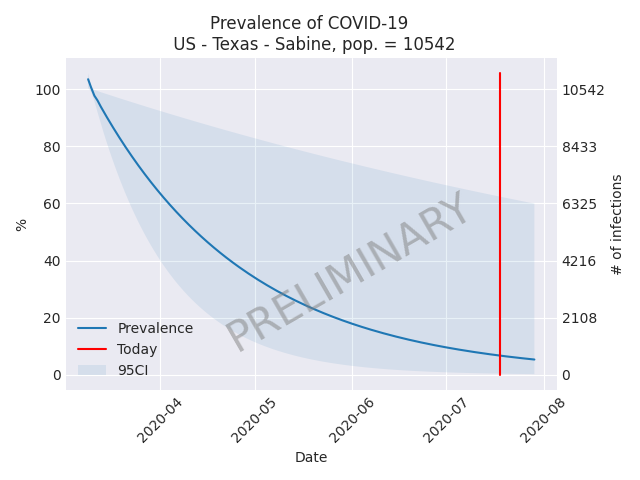 Prevalence of COVID-19
US - Texas - Sabine, pop. = 10542
100
80
60
40
20
0
%
10542
8433
6325
4216
2108
0
# of infections
PRELIMINARY
Prevalence
Today
95CI
2020-04
2020-05
2020-06
2020-07
2020-08
Date